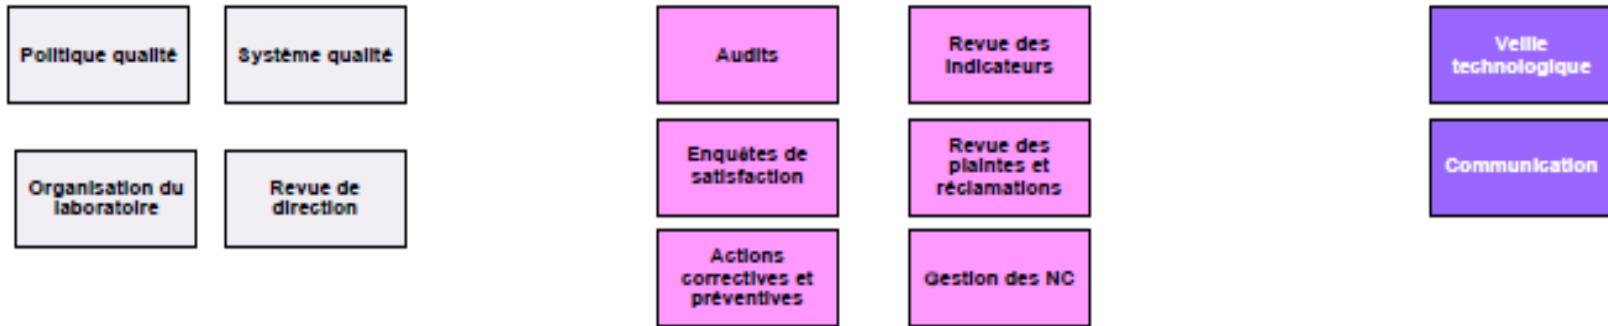 Politique qualité
Système qualité
Organisation du
laboratoire
Revue de
direction
Audits
Revue des
indicateurs
Enquêtes de
satisfaction
Revue des
plaintes et
réclamations
Actions
correctives et
préventives
Gestion des NC
Veille
technologique
Communication